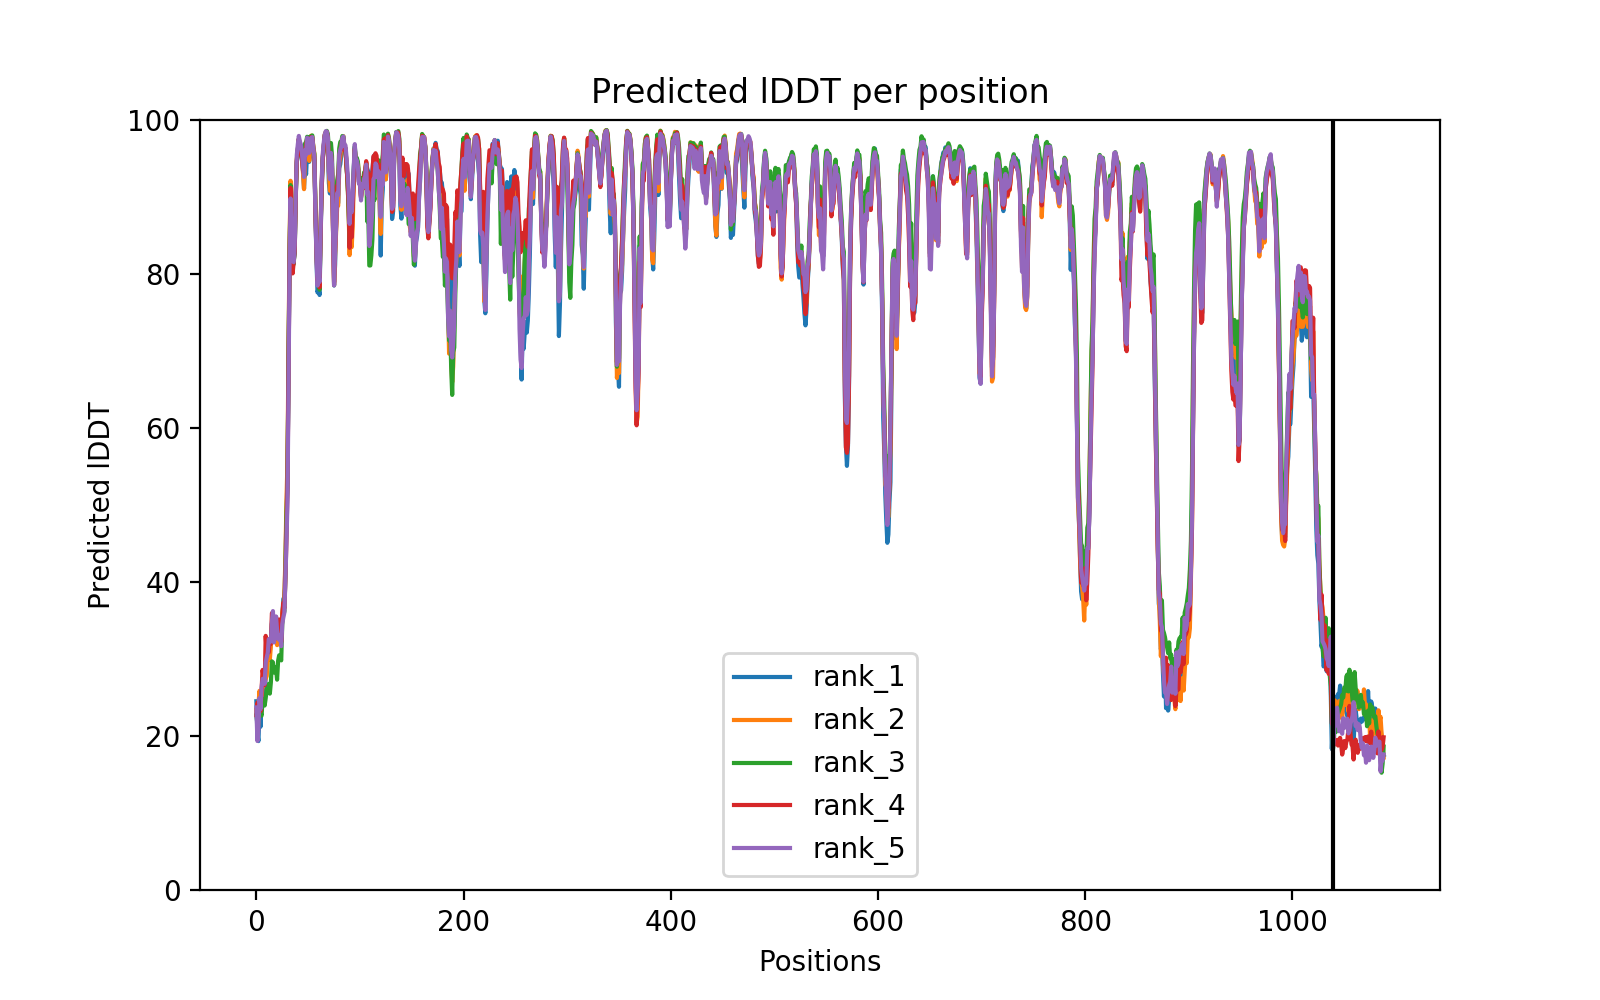 Predicted lDDT per position
Predicted lDDT
100
80
60
40
20
0
rank_1
rank_2
rank_3
rank_4
rank_5
0 200 400 600 800 1000
Positions